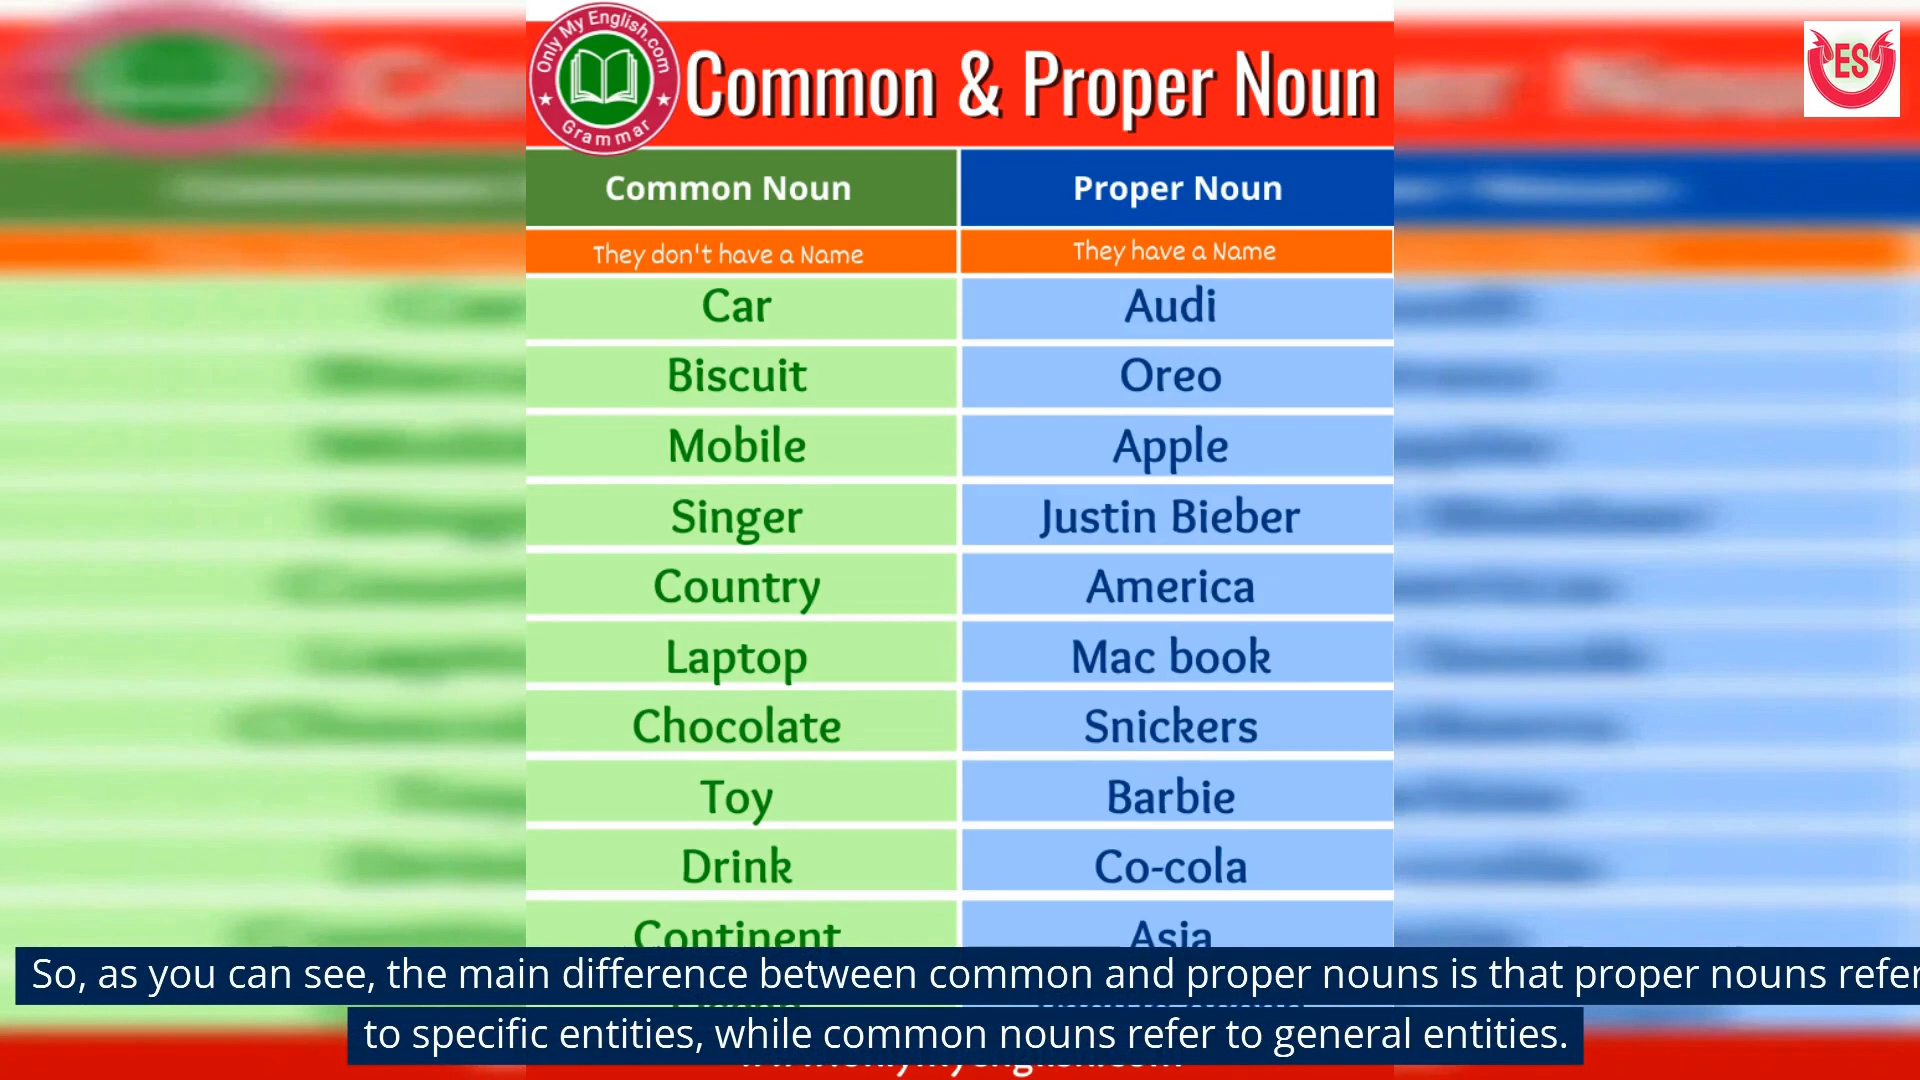 OnlyMyEnglish.com
Grammar
ES
Common & Proper Noun
Common Noun Proper Noun
They don't have a Name They have a Name
Car Audi
Biscuit Oreo
Mobile Apple
Singer Justin Bieber
Country America
Laptop Mac book
Chocolate Snickers
Toy Barbie
Drink Co-cola
Continent Asia
So, as you can see, the main difference between common and proper nouns is that proper nouns refer
to specific entities, while common nouns refer to general entities.